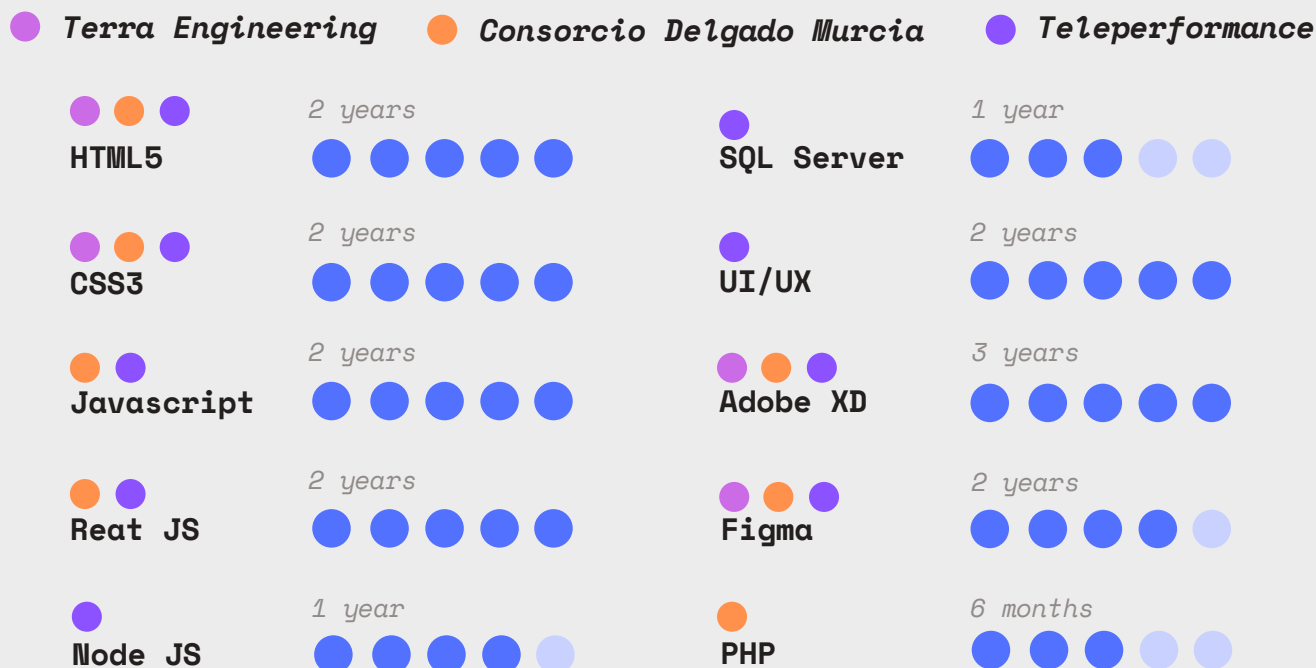 Terra Engineering Consorcio Delgado Murcia Teleperformance
2 years
HTML5
1 year
SQL Server
2 years
CSS3
2 years
UI/UX
2 years
Javascript
3 years
Adobe XD
2 years
Reat JS
2 years
Figma
1 year
Node JS
6 months
PHP